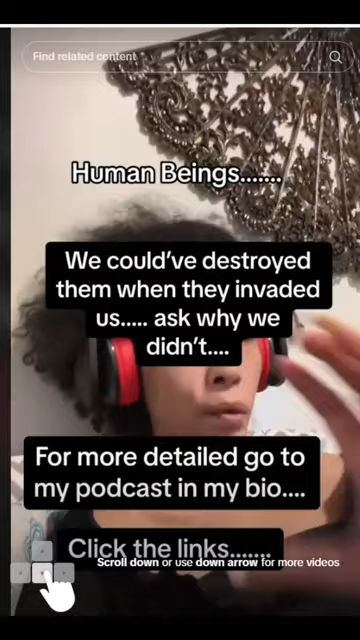 Find related content
Human Beings.......
We could've destroyed
them when they invaded
us..... ask why we
didn't....
For more detailed go to
my podcast in my bio....
Click the links.......
Scroll down or use down arrow for more videos